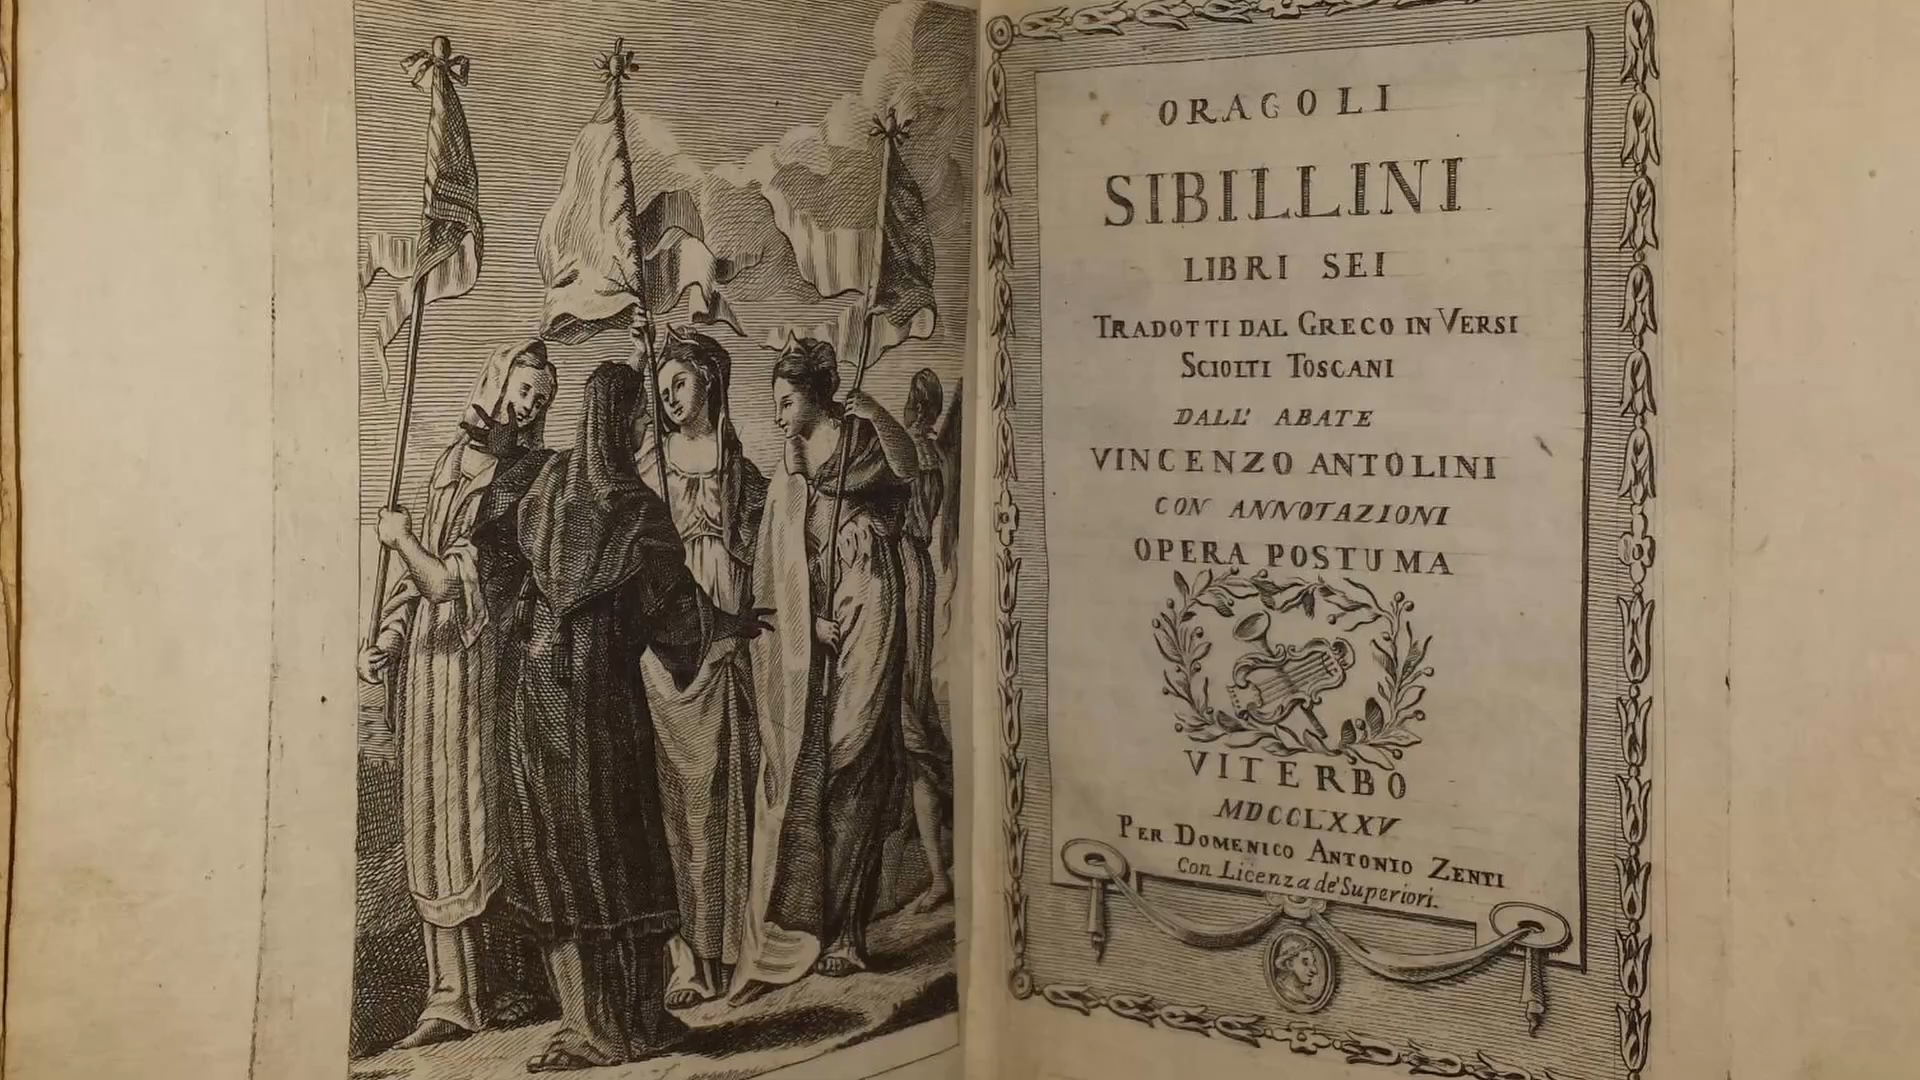 ORACOLI
SIBILLINI
LIBRI SEI
TRADOTTI DAL GRECO IN VERSI
SCIOLTI TOSCANI
DALL' ABATE
VINCENZO ANTOLINI
CON ANNOTAZIONI
OPERA POSTUMA
VITERBO
MDCCLXXV
PER DOMENICO ANTONIO ZENTI
Con Licenza de' Superiori.